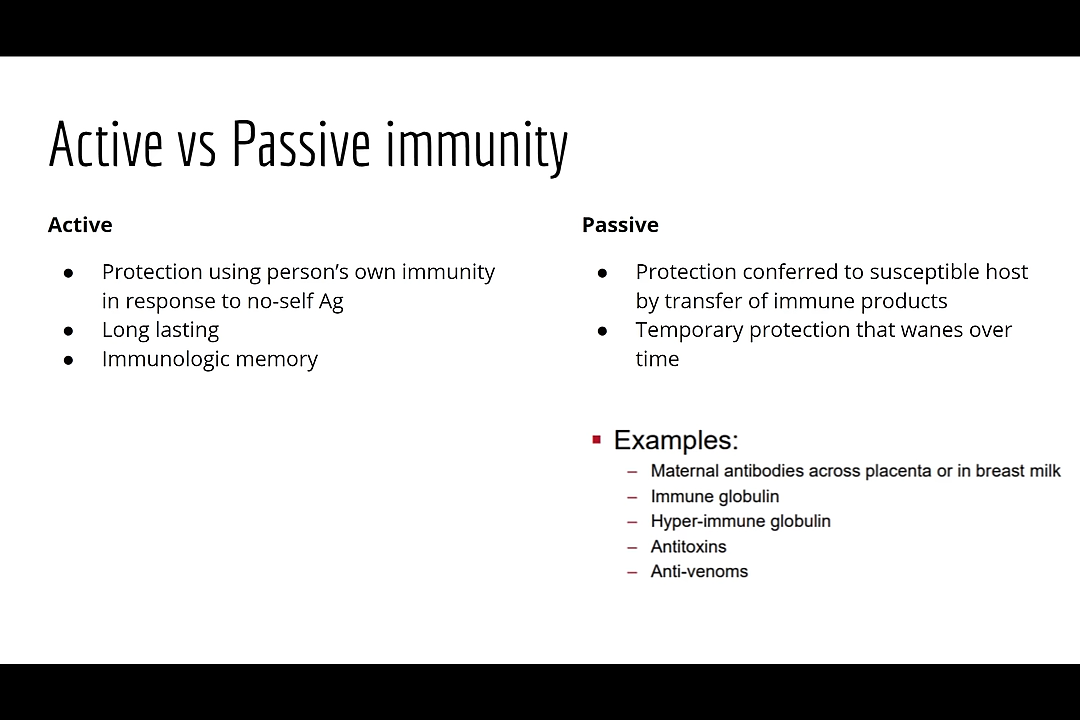 Active vs Passive immunity
Active
● Protection using person’s own immunity
in response to no-self Ag
● Long lasting
● Immunologic memory
Passive
● Protection conferred to susceptible host
by transfer of immune products
● Temporary protection that wanes over
time
▪ Examples:
– Maternal antibodies across placenta or in breast milk
– Immune globulin
– Hyper-immune globulin
– Antitoxins
– Anti-venoms